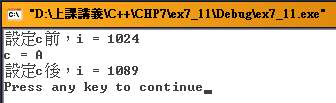 "D:\上課講義\C++\CHP7\ex7_11\Debug\ex7_11.exe"
設定c前，i = 1024
c = A
設定c後，i = 1089
Press any key to continue_